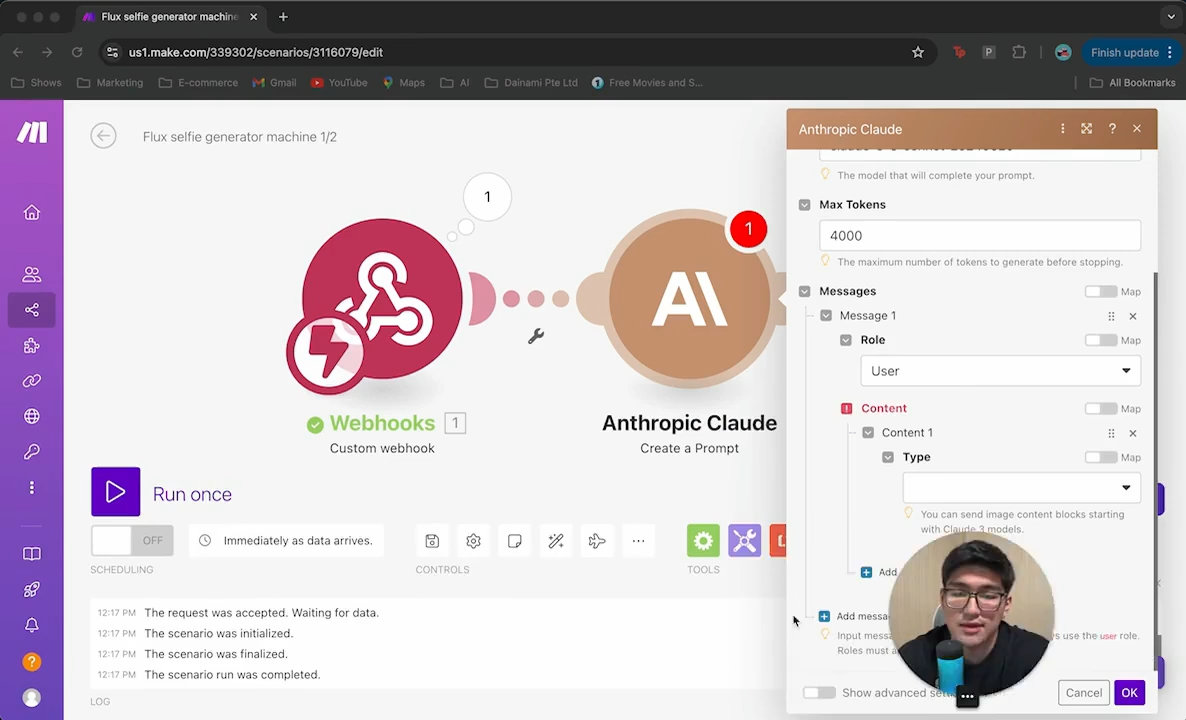 Flux selfie generator machine
us1.make.com/339302/scenarios/3116079/edit
Finish update
Shows
Marketing
E-commerce
Gmail
YouTube
Maps
AI
Dainami Pte Ltd
Free Movies and S...
All Bookmarks
Flux selfie generator machine 1/2
Anthropic Claude
?
The model that will complete your prompt.
Max Tokens
4000
The maximum number of tokens to generate before stopping.
Messages
Map
Message 1
Role
Map
User
Content
Map
Content 1
Type
Map
You can send image content blocks starting
with Claude 3 models.
Add
Add messa
Input messa
s use the user role.
Roles must a
Show advanced set
Cancel
OK
1
1
Webhooks 1
Custom webhook
Anthropic Claude
Create a Prompt
Run once
OFF
Immediately as data arrives.
SCHEDULING
CONTROLS
TOOLS
12:17 PM The request was accepted. Waiting for data.
12:17 PM The scenario was initialized.
12:17 PM The scenario was finalized.
12:17 PM The scenario run was completed.
LOG